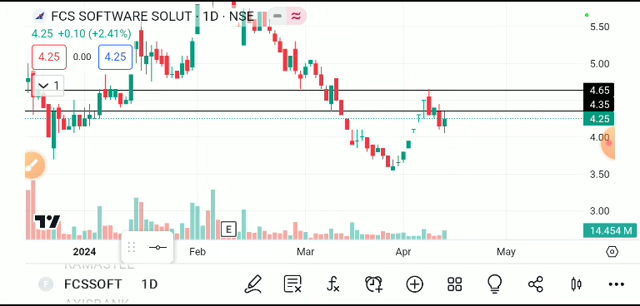 FCS SOFTWARE SOLUT · 1D · NSE
4.25 +0.10 (+2.41%)
4.25 0.00 4.25
1
5.50
5.00
4.65
4.35
4.25
4.00
3.50
3.00
14.454 M
E
2024 Feb Mar Apr May
RAMASTEE
FCSSOFT 1D
AXISBANK